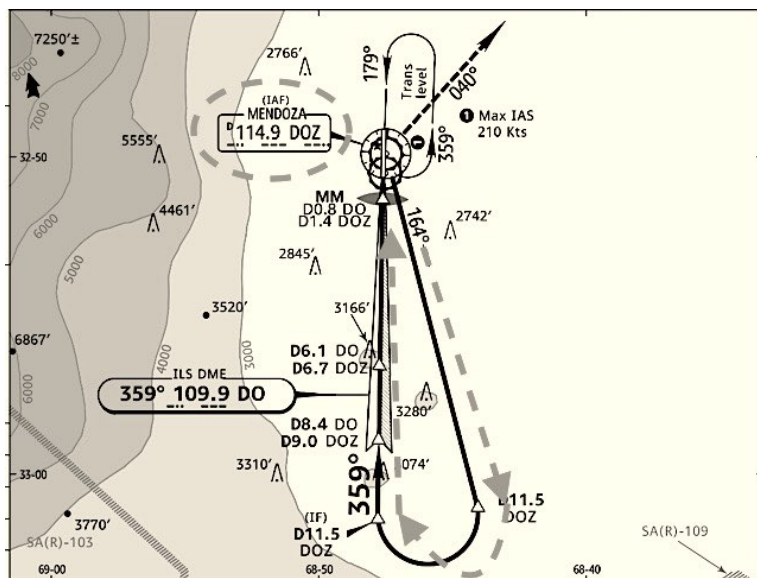 7250'±
8000
7000
2766'
(IAF)
MENDOZA
D 114.9 DOZ
5555'
32-50
4461'
6000
5000
179°
Trans
level
359°
040°
1 Max IAS
210 Kts
1
MM
D0.8 DO
D1.4 DOZ
164°
2742'
2845'
3166'
3520'
6867'
4000
3000
6000
D6.1 DO
D6.7 DOZ
ILS DME
359° 109.9 DO
3280'
D8.4 DO
D9.0 DOZ
3310'
074'
33-00
359°
(IF)
D11.5
DOZ
D11.5
DOZ
3770'
SA(R)-103
SA(R)-109
69-00
68-50
68-40